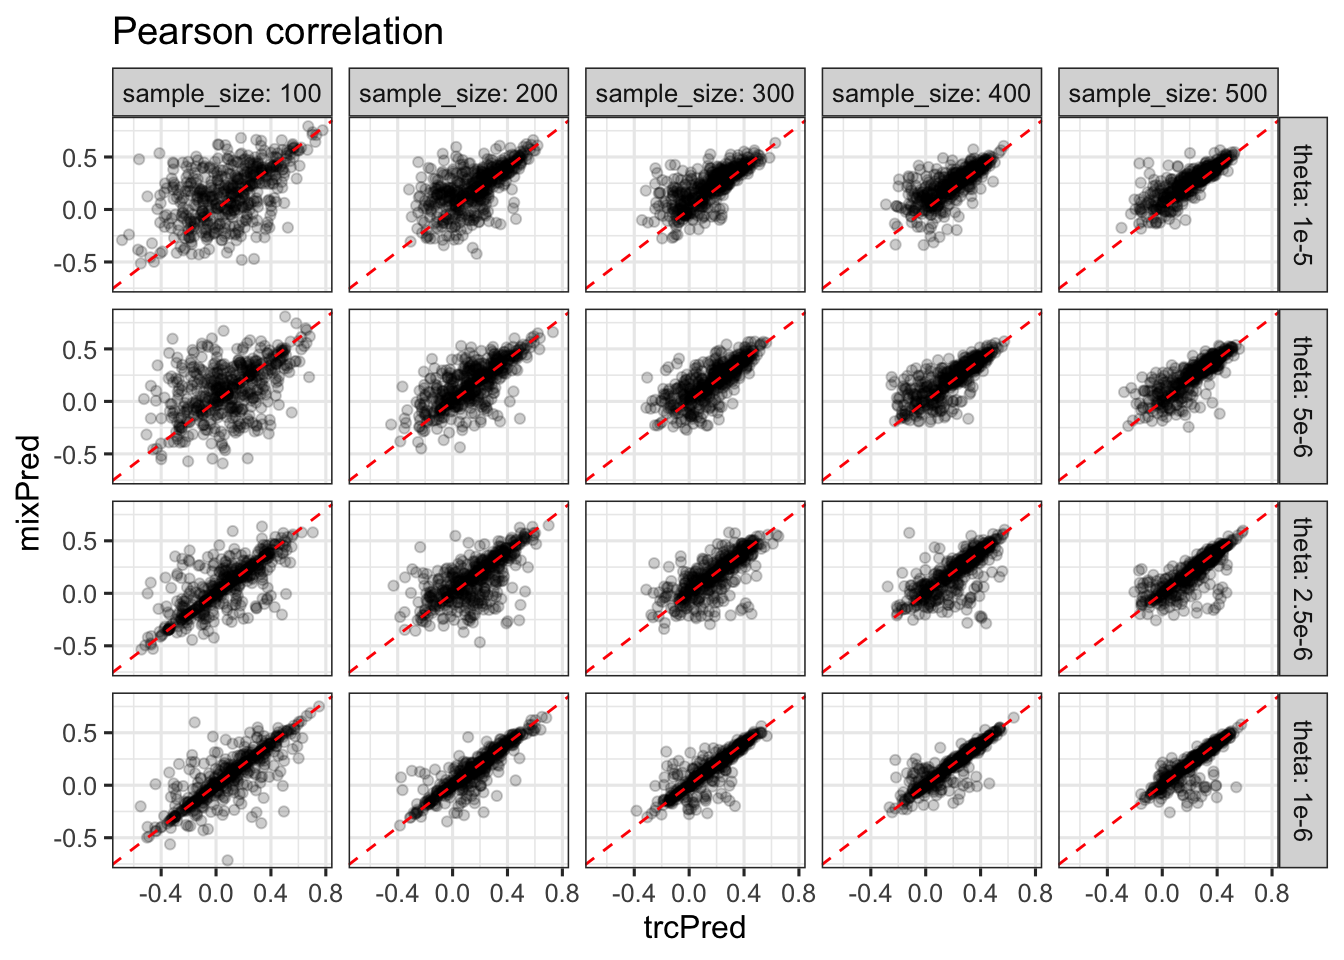 Pearson correlation
sample_size: 100 sample_size: 200 sample_size: 300 sample_size: 400 sample_size: 500
0.5
0.0
-0.5
theta: 1e-5
0.5
0.0
-0.5
theta: 5e-6
0.5
0.0
-0.5
theta: 2.5e-6
0.5
0.0
-0.5
theta: 1e-6
mixPred
-0.4 0.0 0.4 0.8 -0.4 0.0 0.4 0.8 -0.4 0.0 0.4 0.8 -0.4 0.0 0.4 0.8 -0.4 0.0 0.4 0.8
trcPred